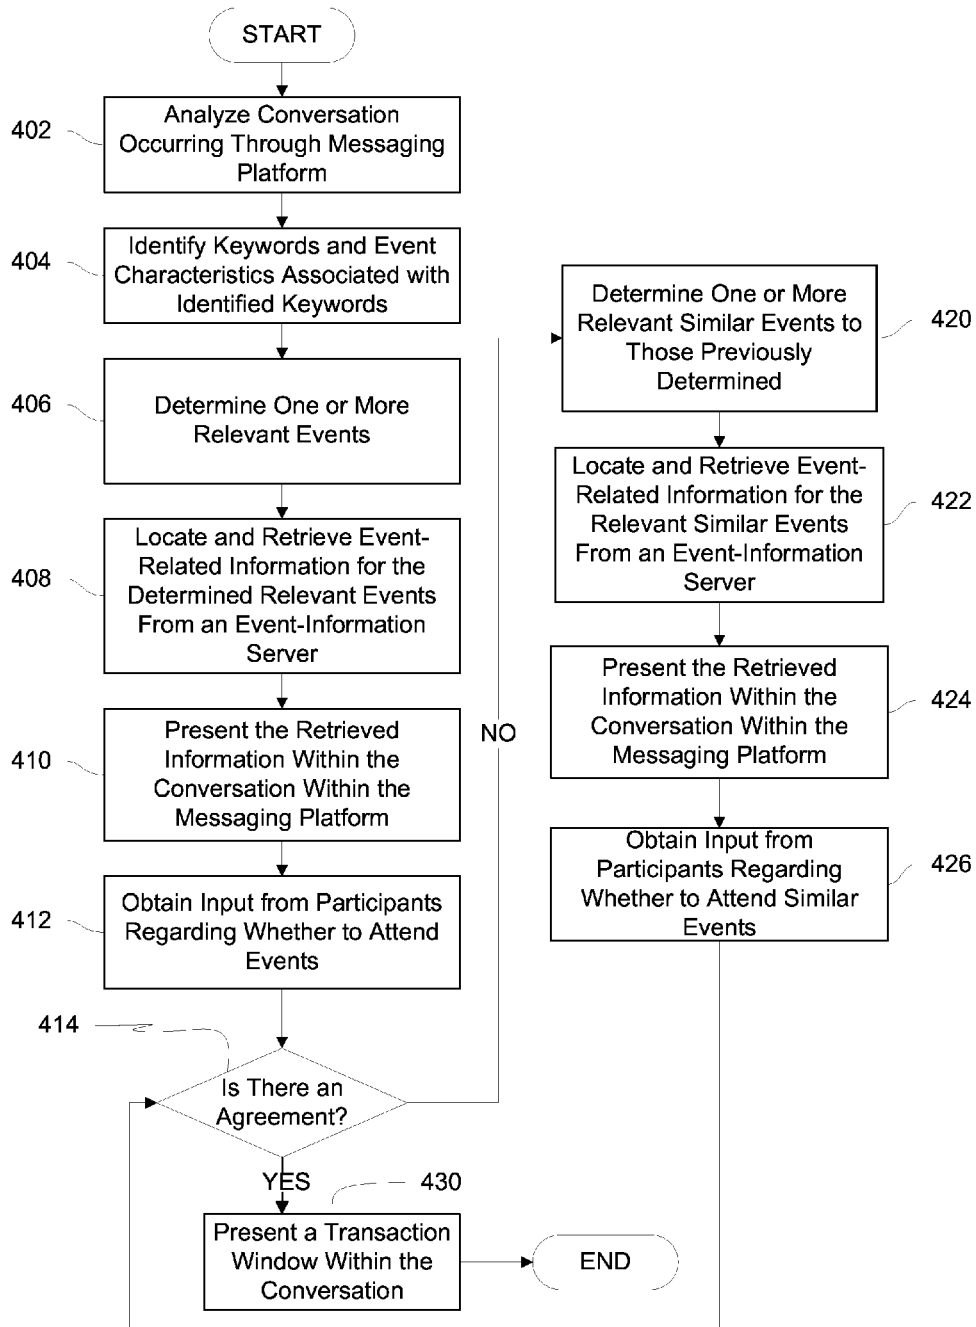 START
402
Analyze Conversation
Occurring Through Messaging
Platform
404
Identify Keywords and Event
Characteristics Associated with
Identified Keywords
406
Determine One or More
Relevant Events
408
Locate and Retrieve Event-
Related Information for the
Determined Relevant Events
From an Event-Information
Server
410
Present the Retrieved
Information Within the
Conversation Within the
Messaging Platform
412
Obtain Input from Participants
Regarding Whether to Attend
Events
414
Is There an
Agreement?
NO
YES
420
Determine One or More
Relevant Similar Events to
Those Previously
Determined
422
Locate and Retrieve Event-
Related Information for the
Relevant Similar Events
From an Event-Information
Server
424
Present the Retrieved
Information Within the
Conversation Within the
Messaging Platform
426
Obtain Input from
Participants Regarding
Whether to Attend Similar
Events
430
Present a Transaction
Window Within the
Conversation
END